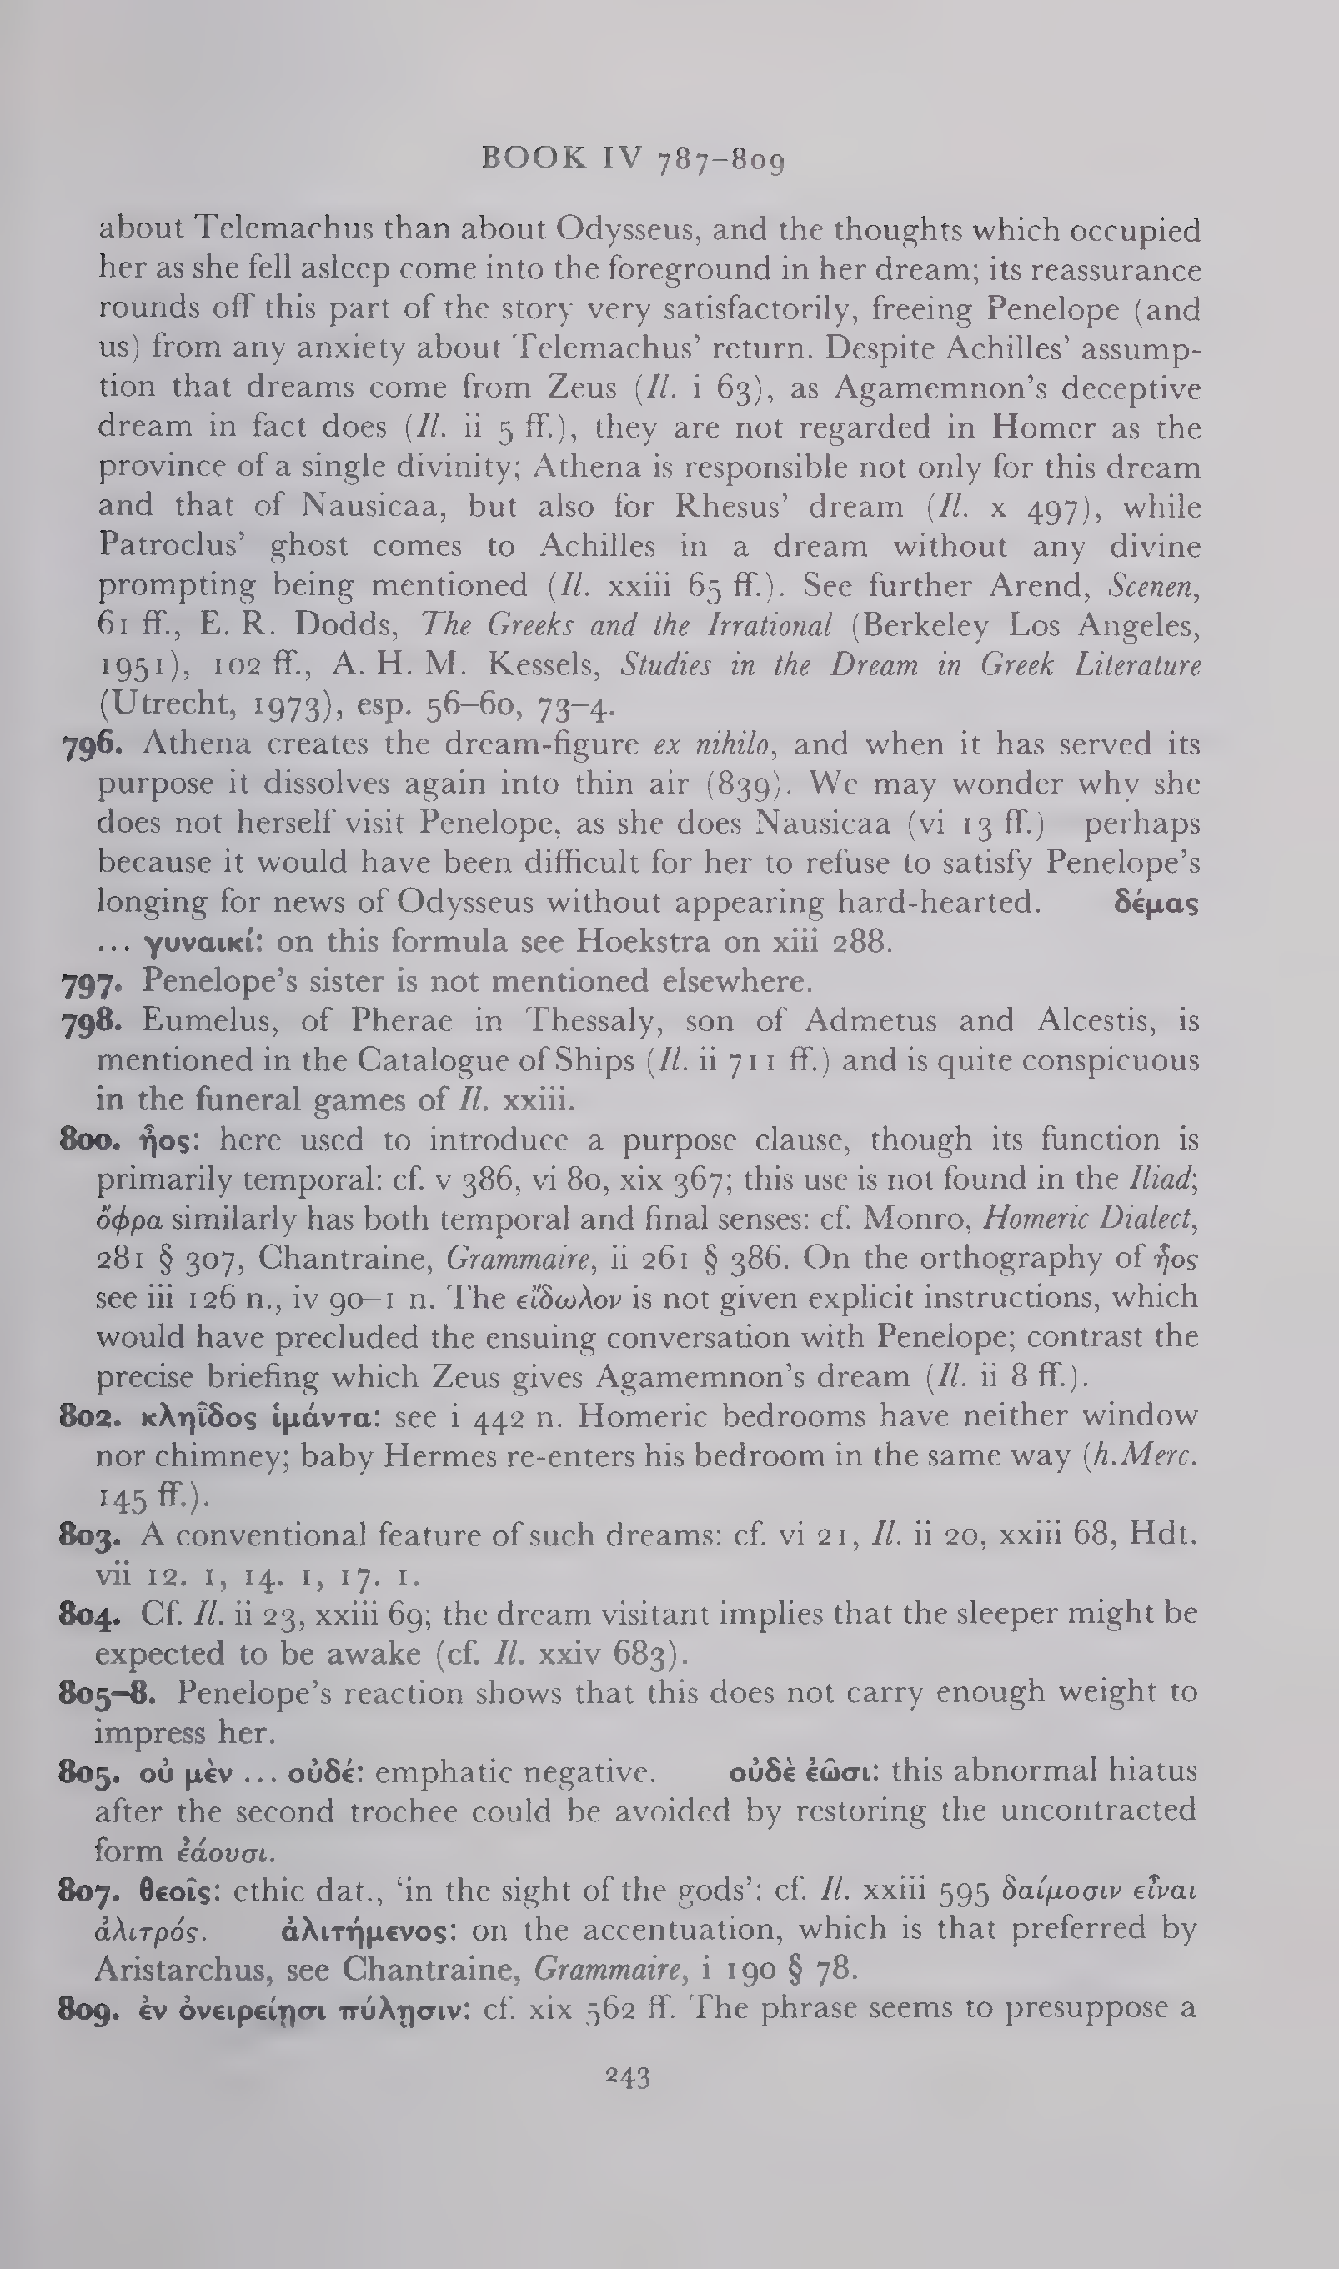 BOOK IV 787–809
about Telemachus than about Odysseus, and the thoughts which occupied
her as she fell asleep come into the foreground in her dream; its reassurance
rounds off this part of the story very satisfactorily, freeing Penelope (and
us) from any anxiety about Telemachus’ return. Despite Achilles’ assump-
tion that dreams come from Zeus (Il. i 63), as Agamemnon’s deceptive
dream in fact does (Il. ii 5 ff.), they are not regarded in Homer as the
province of a single divinity; Athena is responsible not only for this dream
and that of Nausicaa, but also for Rhesus’ dream (Il. x 497), while
Patroclus’ ghost comes to Achilles in a dream without any divine
prompting being mentioned (Il. xxiii 65 ff.). See further Arend, Scenen,
61 ff., E. R. Dodds, The Greeks and the Irrational (Berkeley Los Angeles,
1951), 102 ff., A. H. M. Kessels, Studies in the Dream in Greek Literature
(Utrecht, 1973), esp. 56–60, 73–4.
796. Athena creates the dream-figure ex nihilo, and when it has served its
purpose it dissolves again into thin air (839). We may wonder why she
does not herself visit Penelope, as she does Nausicaa (vi 13 ff.) perhaps
because it would have been difficult for her to refuse to satisfy Penelope’s
longing for news of Odysseus without appearing hard-hearted. δέμας
... γυναικί: on this formula see Hoekstra on xiii 288.
797. Penelope’s sister is not mentioned elsewhere.
798. Eumelus, of Pherae in Thessaly, son of Admetus and Alcestis, is
mentioned in the Catalogue of Ships (Il. ii 711 ff.) and is quite conspicuous
in the funeral games of Il. xxiii.
800. ἧος: here used to introduce a purpose clause, though its function is
primarily temporal: cf. v 386, vi 80, xix 367; this use is not found in the Iliad;
ὄφρα similarly has both temporal and final senses: cf. Monro, Homeric Dialect,
281 § 307, Chantraine, Grammaire, ii 261 § 386. On the orthography of ἧος
see iii 126 n., iv 90–1 n. The εἴδωλον is not given explicit instructions, which
would have precluded the ensuing conversation with Penelope; contrast the
precise briefing which Zeus gives Agamemnon’s dream (Il. ii 8 ff.).
802. κληῖδος ἱμάντα: see i 442 n. Homeric bedrooms have neither window
nor chimney; baby Hermes re-enters his bedroom in the same way (h.Merc.
145 ff.).
803. A conventional feature of such dreams: cf. vi 21, Il. ii 20, xxiii 68, Hdt.
vii 12. 1, 14. 1, 17. 1.
804. Cf. Il. ii 23, xxiii 69; the dream visitant implies that the sleeper might be
expected to be awake (cf. Il. xxiv 683).
805–8. Penelope’s reaction shows that this does not carry enough weight to
impress her.
805. οὐ μὲν ... οὐδέ: emphatic negative. οὐδὲ ἐῶσι: this abnormal hiatus
after the second trochee could be avoided by restoring the uncontracted
form ἐάουσι.
807. θεοῖς: ethic dat., ‘in the sight of the gods’: cf. Il. xxiii 595 δαίμοσιν εἶναι
ἀλιτρός. ἀλιτήμενος: on the accentuation, which is that preferred by
Aristarchus, see Chantraine, Grammaire, i 190 § 78.
809. ἐν ὀνειρείῃσι πύλῃσιν: cf. xix 562 ff. The phrase seems to presuppose a
243